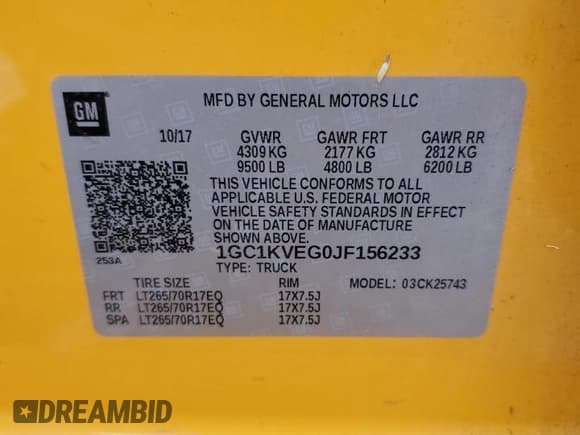 GM
MFD BY GENERAL MOTORS LLC
10/17 GVWR GAWR FRT GAWR RR
4309 KG 2177 KG 2812 KG
9500 LB 4800 LB 6200 LB
THIS VEHICLE CONFORMS TO ALL
APPLICABLE U.S. FEDERAL MOTOR
VEHICLE SAFETY STANDARDS IN EFFECT
ON THE DATE OF MANUFACTURE
SHOWN ABOVE.
253A 1GC1KVEG0JF156233
TYPE: TRUCK
TIRE SIZE RIM MODEL: 03CK25743
FRT LT265/70R17EQ 17X7.5J
RR LT265/70R17EQ 17X7.5J
SPA LT265/70R17EQ 17X7.5J
DREAMBID